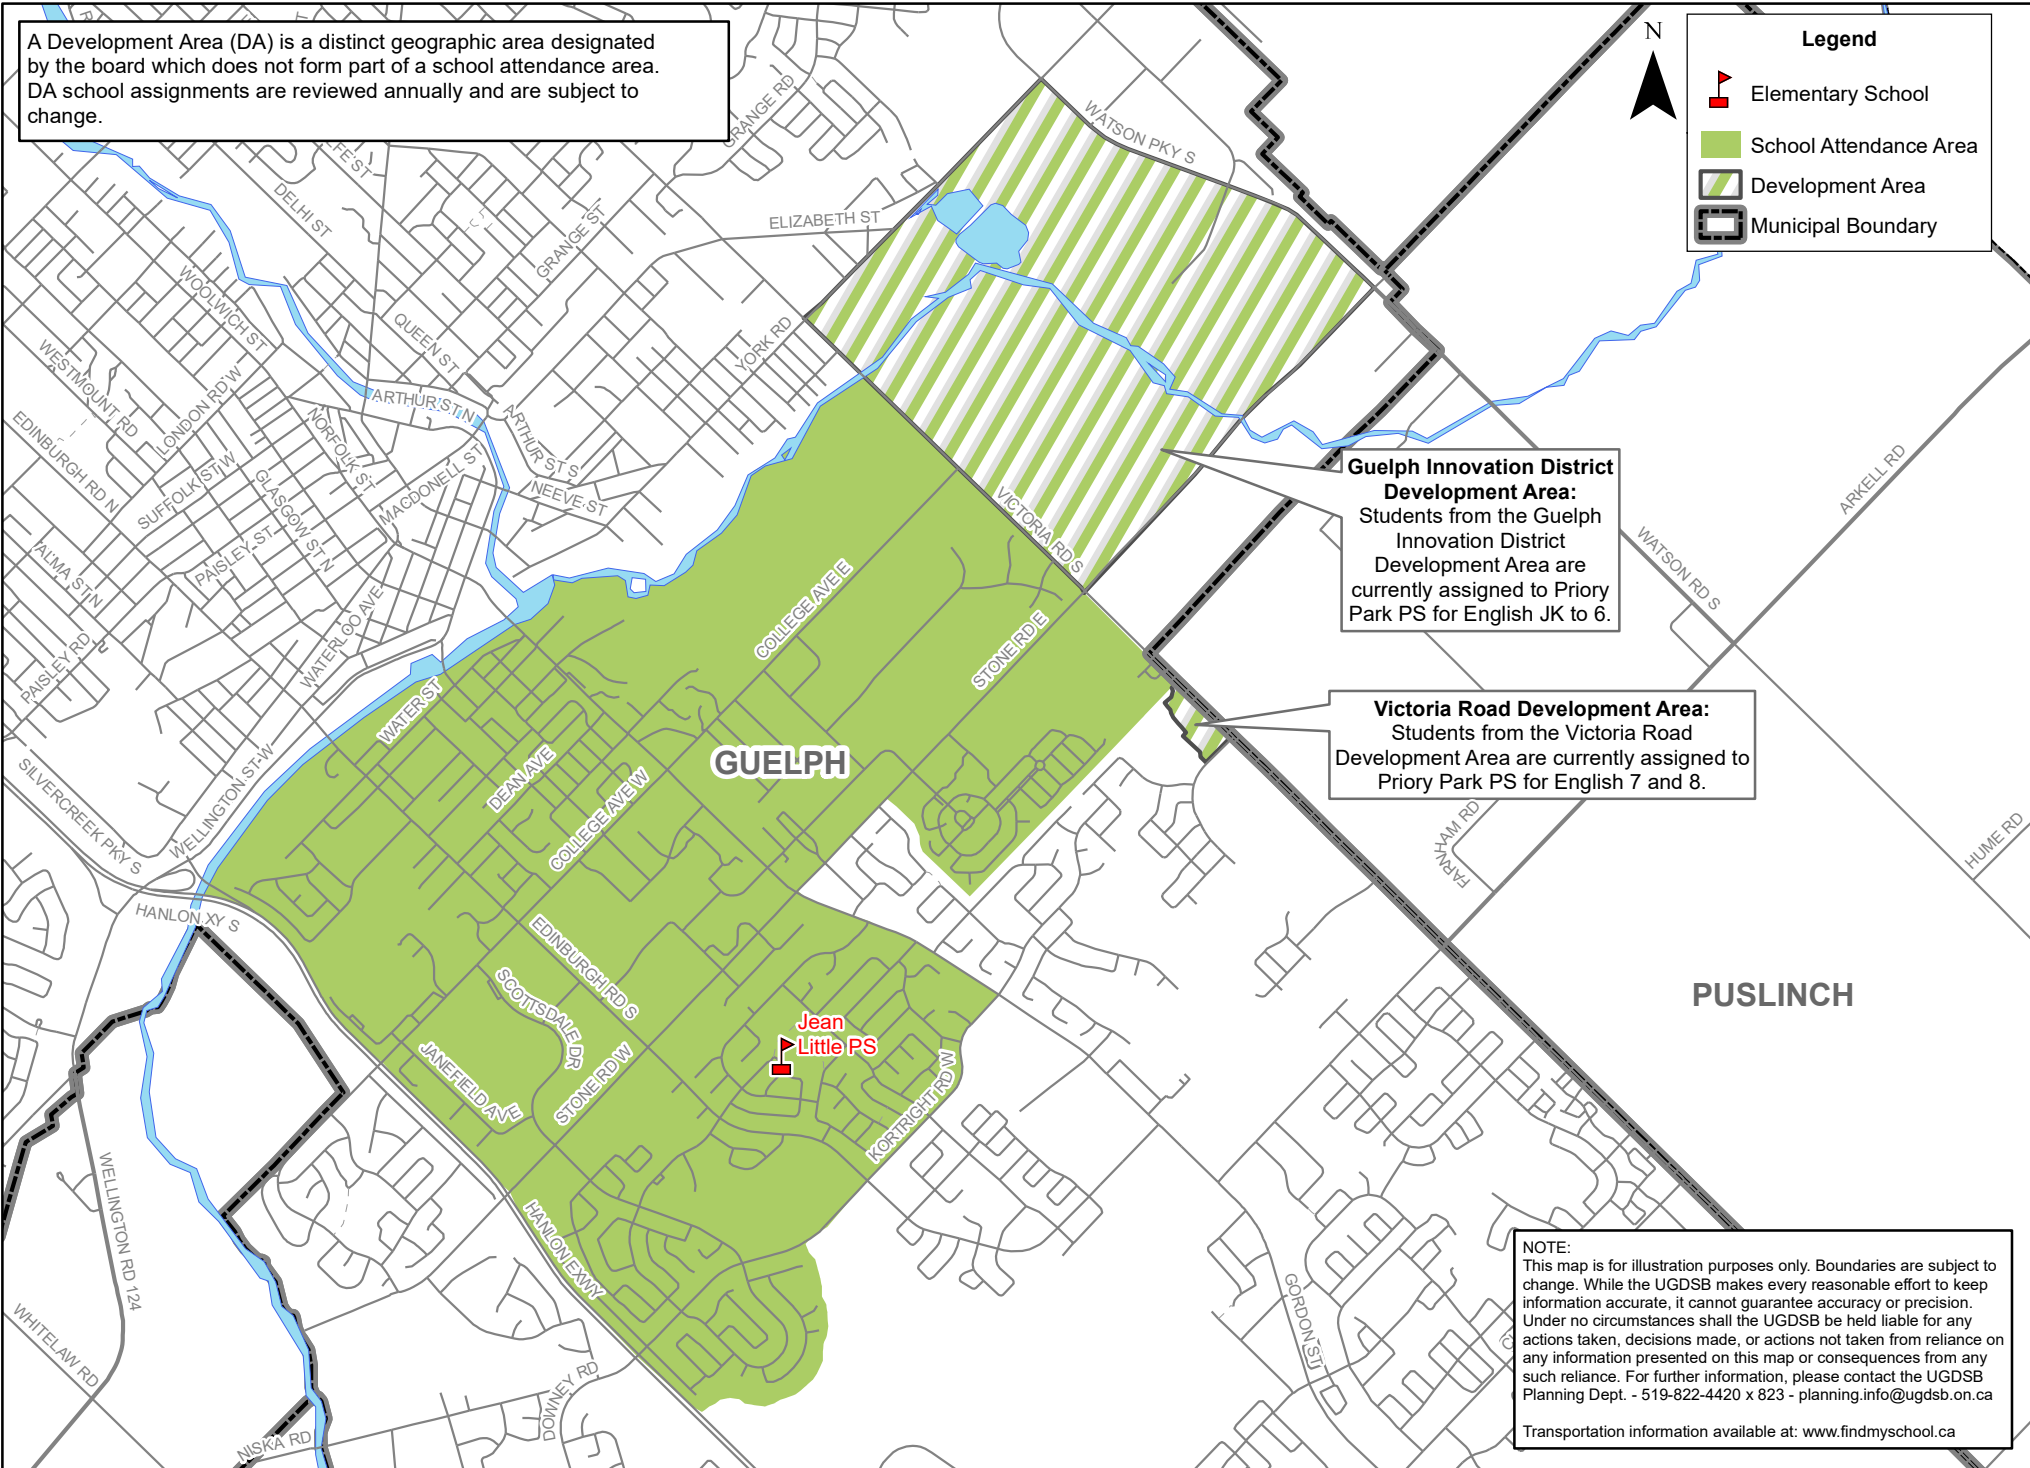 A Development Area (DA) is a distinct geographic area designated
by the board which does not form part of a school attendance area.
DA school assignments are reviewed annually and are subject to
change.
N
Legend
Elementary School
School Attendance Area
Development Area
Municipal Boundary
GRANGE RD
WATSON PKY S
DELHI ST
ELIZABETH ST
GRANGE ST
WOOLWICH ST
QUEEN ST
YORK RD
WESTMOUNT RD
LONDON RD W
ARTHUR ST N
EDINBURGH RD N
NORFOLK ST
ARTHUR ST S
SUFFOLK ST W
GLASGOW ST N
MACDONELL ST
NEEVE ST
PAISLEY ST
ALMA ST N
VICTORIA RD S
ARKELL RD
WATSON RD S
Guelph Innovation District
Development Area:
Students from the Guelph
Innovation District
Development Area are
currently assigned to Priory
Park PS for English JK to 6.
COLLEGE AVE E
WATERLOO AVE
PAISLEY RD
STONE RD E
WATER ST
Victoria Road Development Area:
Students from the Victoria Road
Development Area are currently assigned to
Priory Park PS for English 7 and 8.
GUELPH
DEAN AVE
COLLEGE AVE W
WELLINGTON ST W
SILVERCREEK PKY S
FARNHAM RD
HUME RD
HANLON XY S
EDINBURGH RD S
SCOTTSDALE DR
PUSLINCH
Jean
Little PS
JANEFIELD AVE
STONE RD W
KORTRIGHT RD W
WELLINGTON RD 124
HANLON EXWY
GORDON ST
WHITELAW RD
DOWNEY RD
NISKA RD
NOTE:
This map is for illustration purposes only. Boundaries are subject to
change. While the UGDSB makes every reasonable effort to keep
information accurate, it cannot guarantee accuracy or precision.
Under no circumstances shall the UGDSB be held liable for any
actions taken, decisions made, or actions not taken from reliance on
any information presented on this map or consequences from any
such reliance. For further information, please contact the UGDSB
Planning Dept. - 519-822-4420 x 823 - planning.info@ugdsb.on.ca
Transportation information available at: www.findmyschool.ca